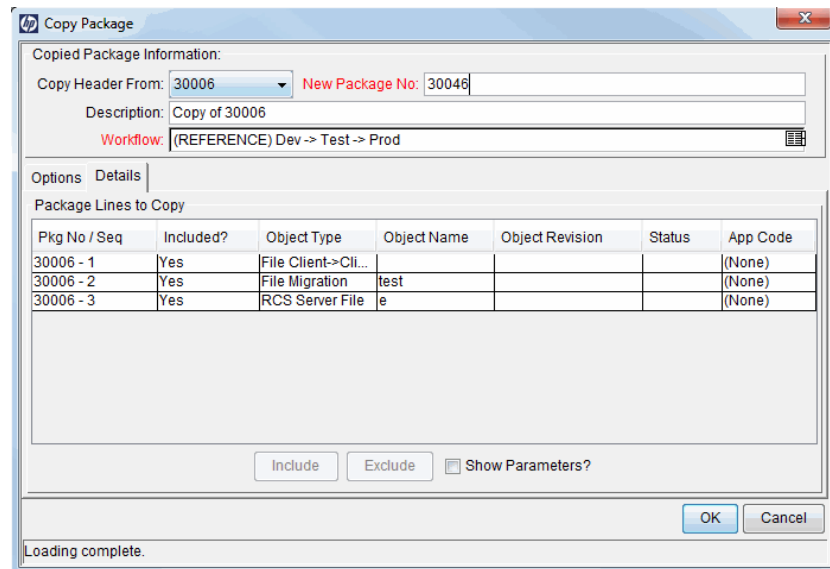 hp Copy Package
Copied Package Information:
Copy Header From: 30006 New Package No: 30046
Description: Copy of 30006
Workflow: (REFERENCE) Dev -> Test -> Prod
Options Details
Package Lines to Copy
Pkg No / Seq Included? Object Type Object Name Object Revision Status App Code
30006 - 1 Yes File Client->Cli... (None)
30006 - 2 Yes File Migration test (None)
30006 - 3 Yes RCS Server File e (None)
Include Exclude Show Parameters?
OK Cancel
Loading complete.